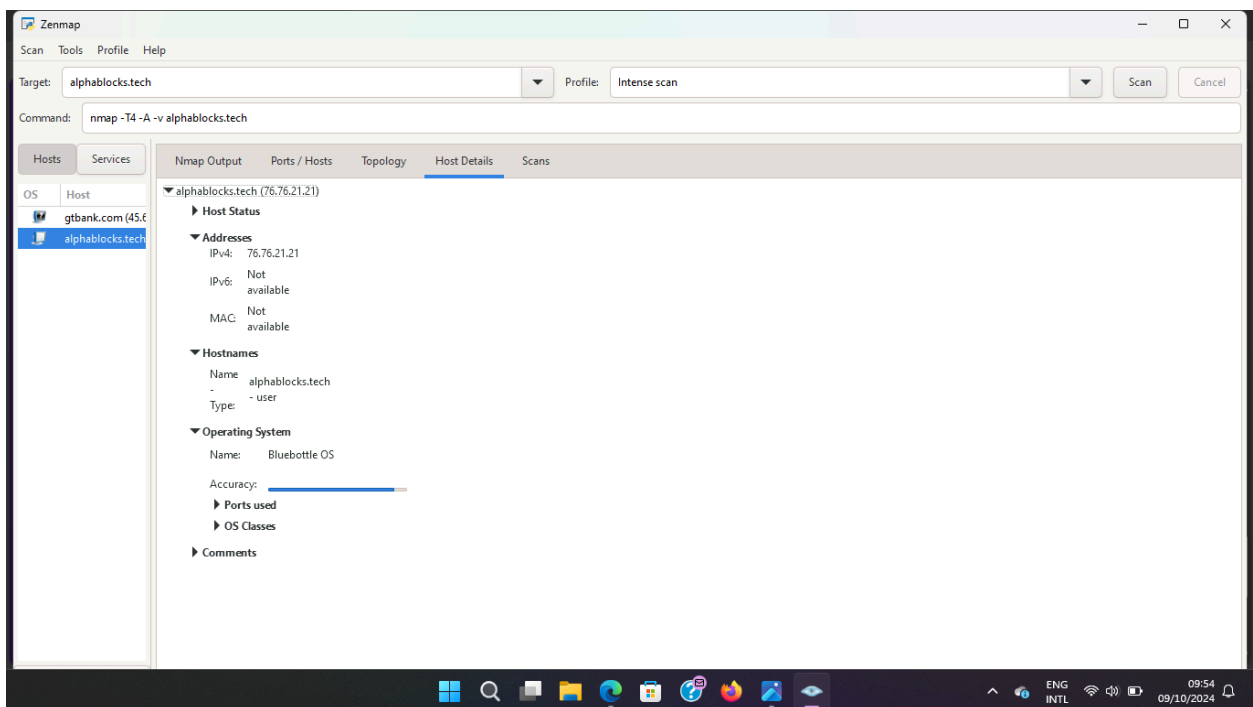 Zenmap
Scan Tools Profile Help
Target: alphablocks.tech Profile: Intense scan Scan Cancel
Command: nmap -T4 -A -v alphablocks.tech
Hosts Services Nmap Output Ports / Hosts Topology Host Details Scans
OS Host
gtbank.com (45.6
alphablocks.tech
alphablocks.tech (76.76.21.21)
Host Status
Addresses
IPv4: 76.76.21.21
IPv6: Not
available
MAC: Not
available
Hostnames
Name
-
Type:
alphablocks.tech
- user
Operating System
Name: Bluebottle OS
Accuracy:
Ports used
OS Classes
Comments
ENG
INTL
09:54
09/10/2024